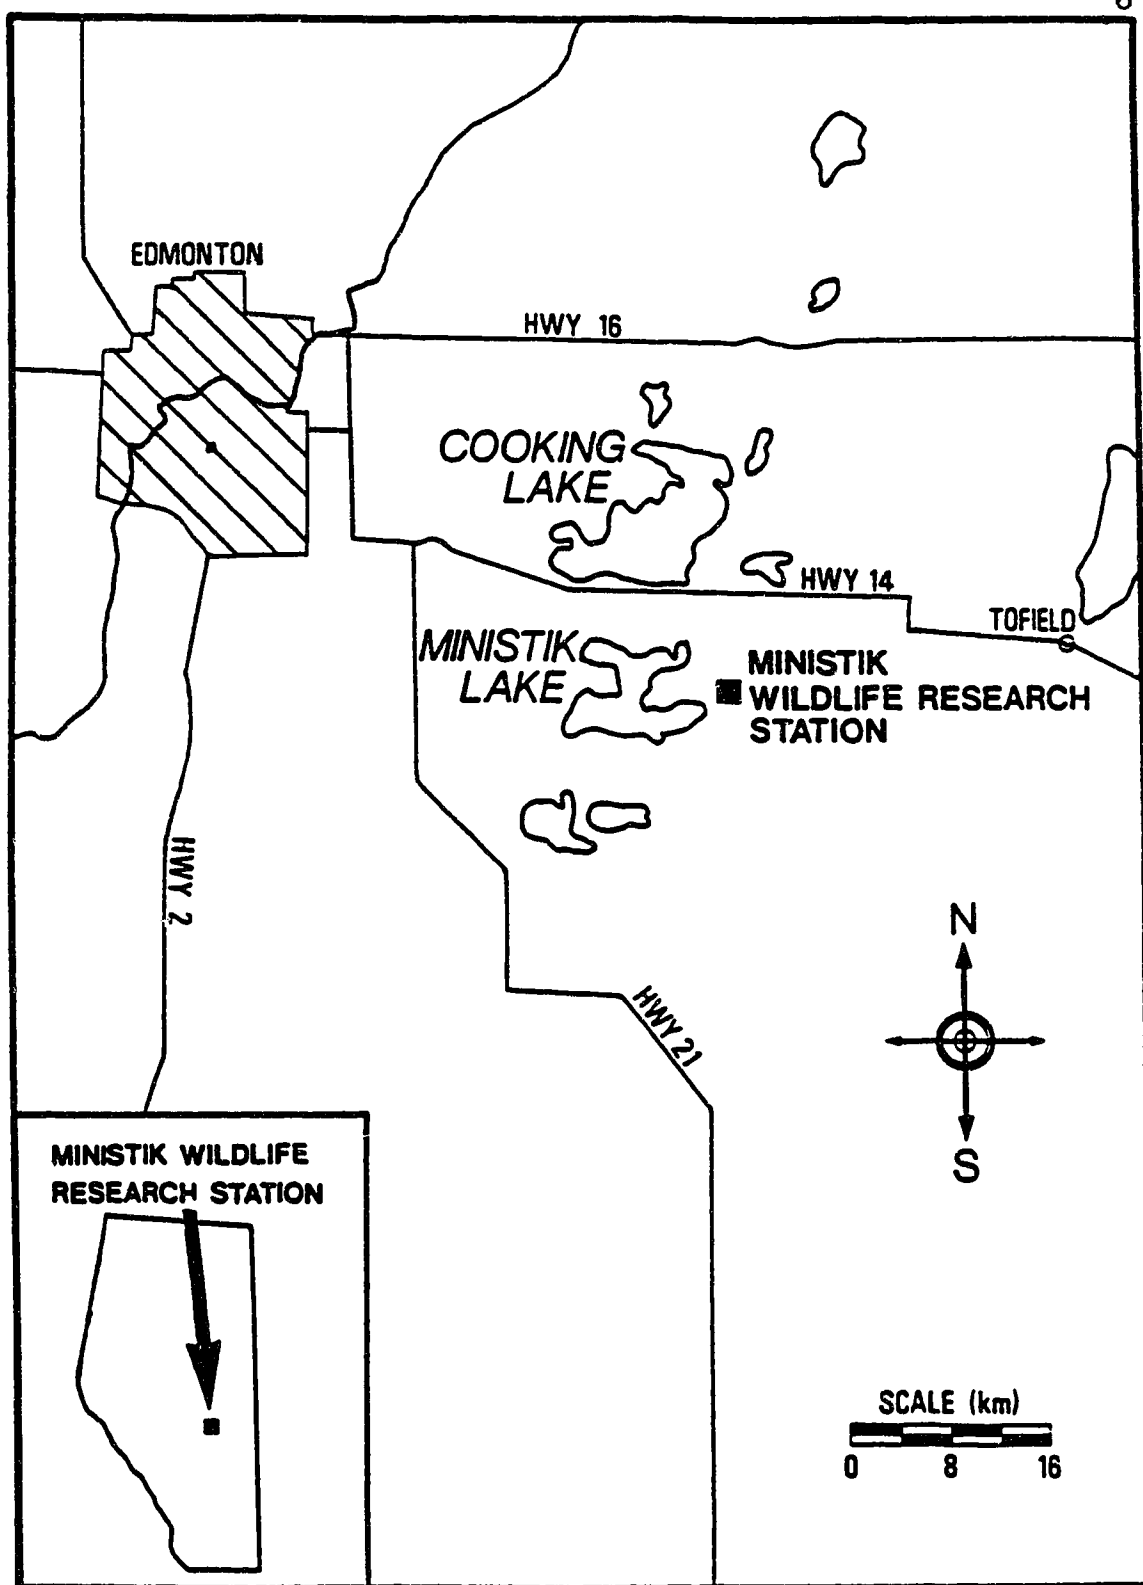 EDMONTON
HWY 16
COOKING
LAKE
HWY 14
TOFIELD
MINISTIK
LAKE
MINISTIK
WILDLIFE RESEARCH
STATION
HWY 2
HWY 21
N
S
MINISTIK WILDLIFE
RESEARCH STATION
SCALE (km)
0 8 16